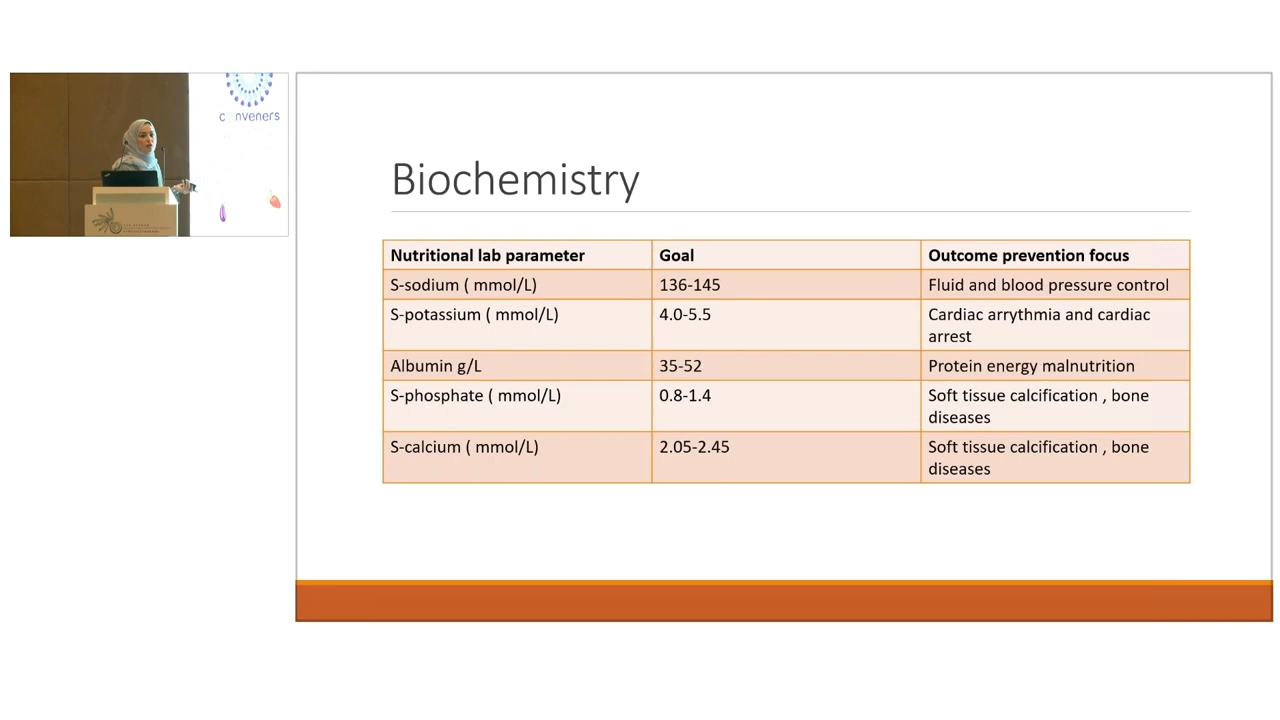 c nveners
Biochemistry
Nutritional lab parameter Goal Outcome prevention focus
S-sodium ( mmol/L) 136-145 Fluid and blood pressure control
S-potassium ( mmol/L) 4.0-5.5 Cardiac arrythmia and cardiac
arrest
Albumin g/L 35-52 Protein energy malnutrition
S-phosphate ( mmol/L) 0.8-1.4 Soft tissue calcification , bone
diseases
S-calcium ( mmol/L) 2.05-2.45 Soft tissue calcification , bone
diseases